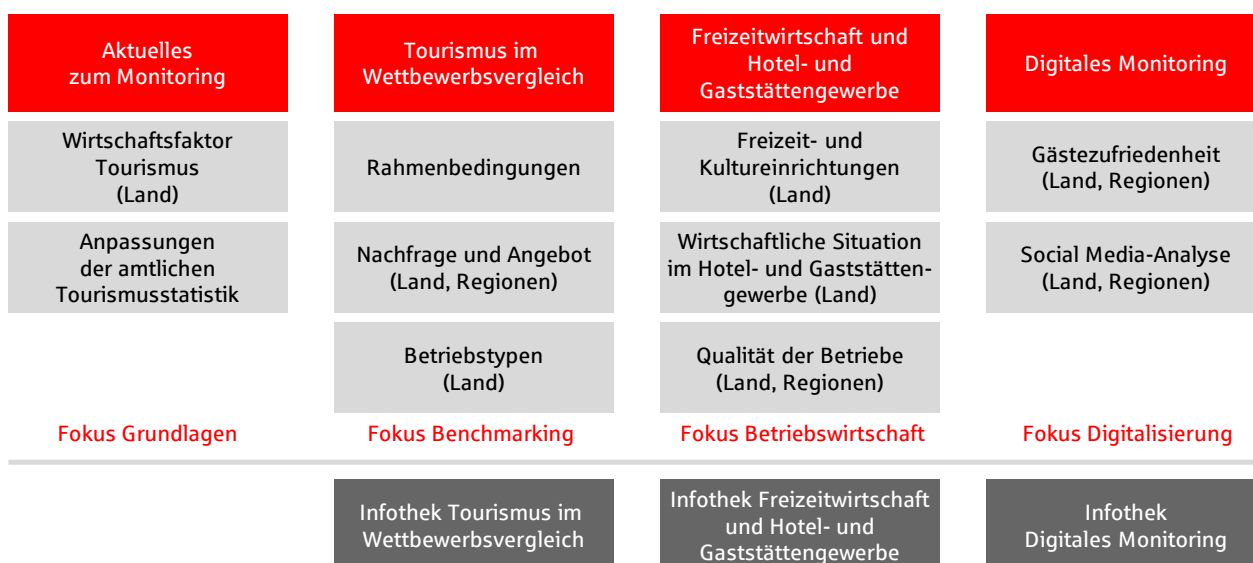 Aktuelles
zum Monitoring
Wirtschaftsfaktor
Tourismus
(Land)
Anpassungen
der amtlichen
Tourismusstatistik
Fokus Grundlagen
Tourismus im
Wettbewerbsvergleich
Rahmenbedingungen
Nachfrage und Angebot
(Land, Regionen)
Betriebstypen
(Land)
Fokus Benchmarking
Infothek Tourismus im
Wettbewerbsvergleich
Freizeitwirtschaft und
Hotel- und
Gaststättengewerbe
Freizeit- und
Kultureinrichtungen
(Land)
Wirtschaftliche Situation
im Hotel- und Gaststätten-
gewerbe (Land)
Qualität der Betriebe
(Land, Regionen)
Fokus Betriebswirtschaft
Infothek Freizeitwirtschaft
und Hotel- und
Gaststättengewerbe
Digitales Monitoring
Gästezufriedenheit
(Land, Regionen)
Social Media-Analyse
(Land, Regionen)
Fokus Digitalisierung
Infothek
Digitales Monitoring